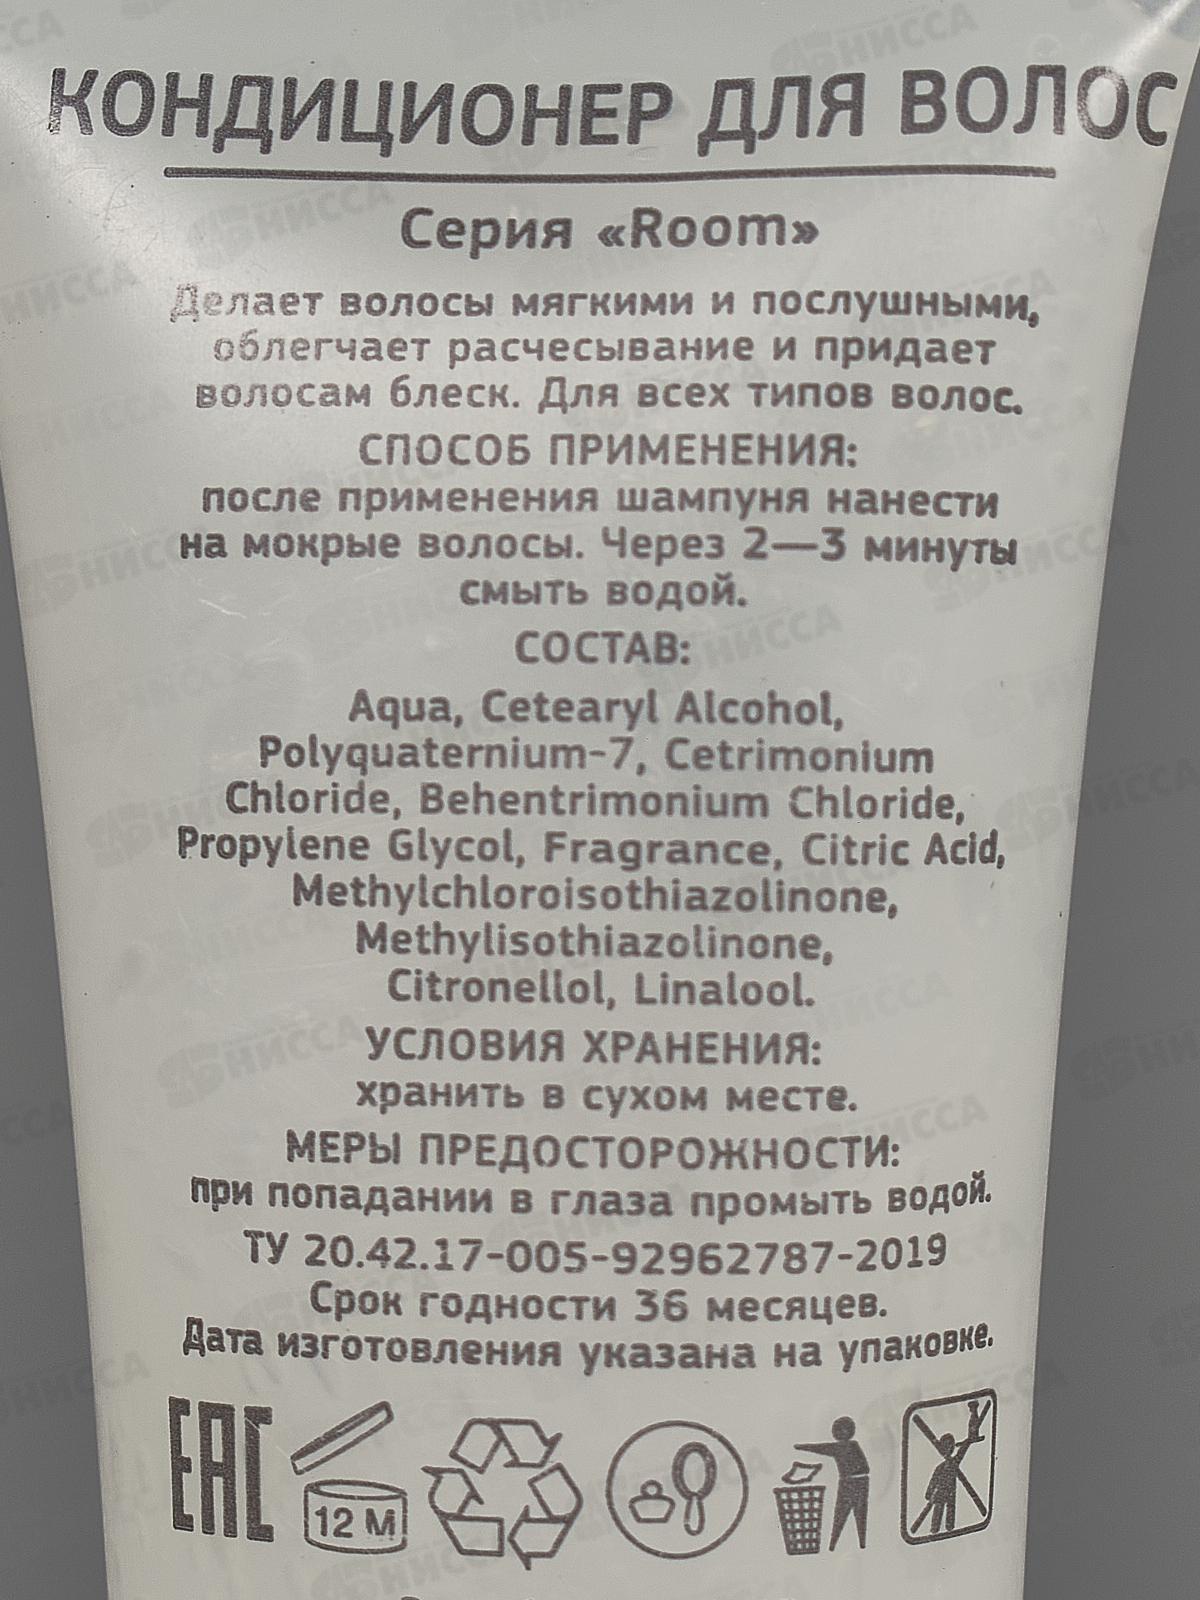 КОНДИЦИОНЕР ДЛЯ ВОЛОС
Серия «Room»
Делает волосы мягкими и послушными,
облегчает расчесывание и придает
волосам блеск. Для всех типов волос.
СПОСОБ ПРИМЕНЕНИЯ:
после применения шампуня нанести
на мокрые волосы. Через 2—3 минуты
смыть водой.
СОСТАВ:
Aqua, Cetearyl Alcohol,
Polyquaternium-7, Cetrimonium
Chloride, Behentrimonium Chloride,
Propylene Glycol, Fragrance, Citric Acid,
Methylchloroisothiazolinone,
Methylisothiazolinone,
Citronellol, Linalool.
УСЛОВИЯ ХРАНЕНИЯ:
хранить в сухом месте.
МЕРЫ ПРЕДОСТОРОЖНОСТИ:
при попадании в глаза промыть водой.
ТУ 20.42.17-005-92962787-2019
Срок годности 36 месяцев.
Дата изготовления указана на упаковке.
ЕАС
12 М